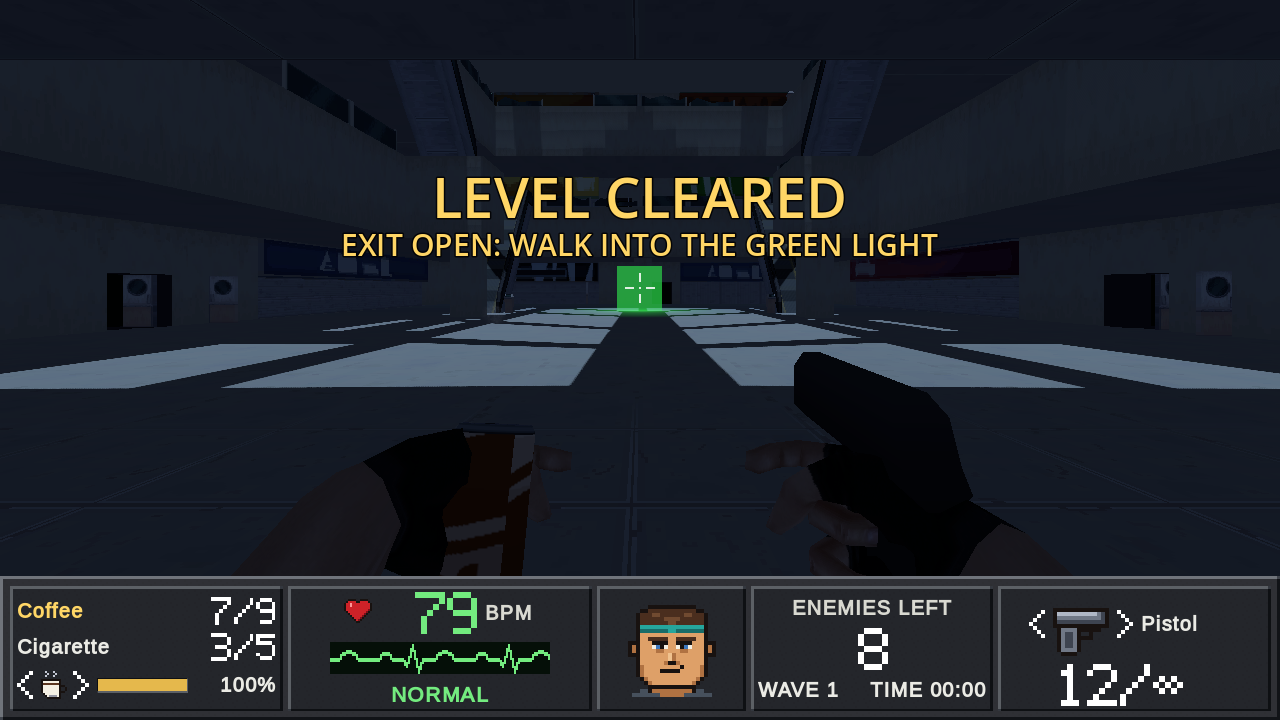 LEVEL CLEARED
EXIT OPEN: WALK INTO THE GREEN LIGHT
Coffee 7/9
Cigarette 3/5
100%
79 BPM
NORMAL
ENEMIES LEFT
8
WAVE 1 TIME 00:00
Pistol
12/∞